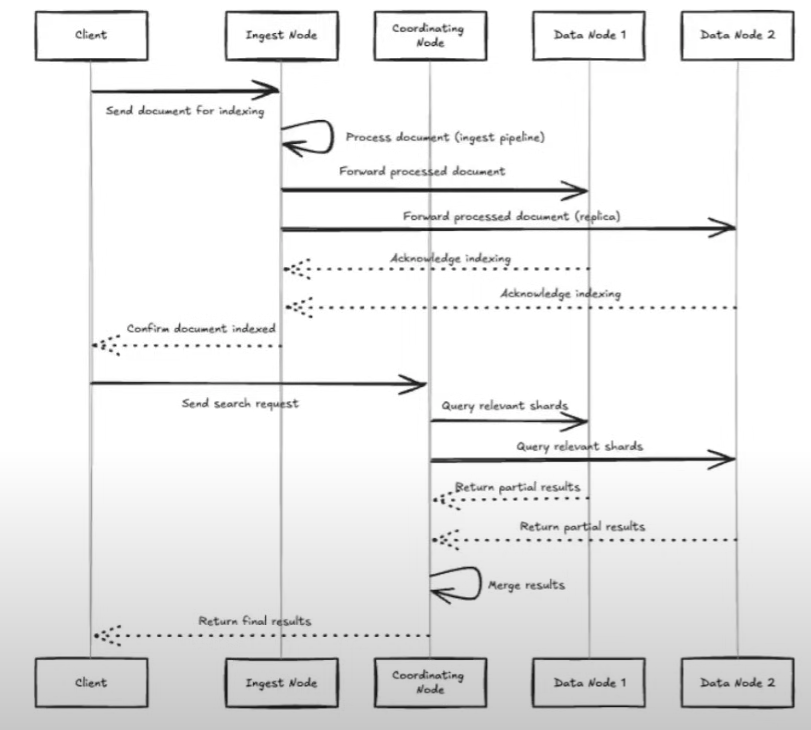 Client
Ingest Node
Coordinating
Node
Data Node 1
Data Node 2
Send document for indexing
Process document (ingest pipeline)
Forward processed document
Forward processed document (replica)
Acknowledge indexing
Acknowledge indexing
Confirm document indexed
Send search request
Query relevant shards
Query relevant shards
Return partial results
Return partial results
Merge results
Return final results
Client
Ingest Node
Coordinating
Node
Data Node 1
Data Node 2